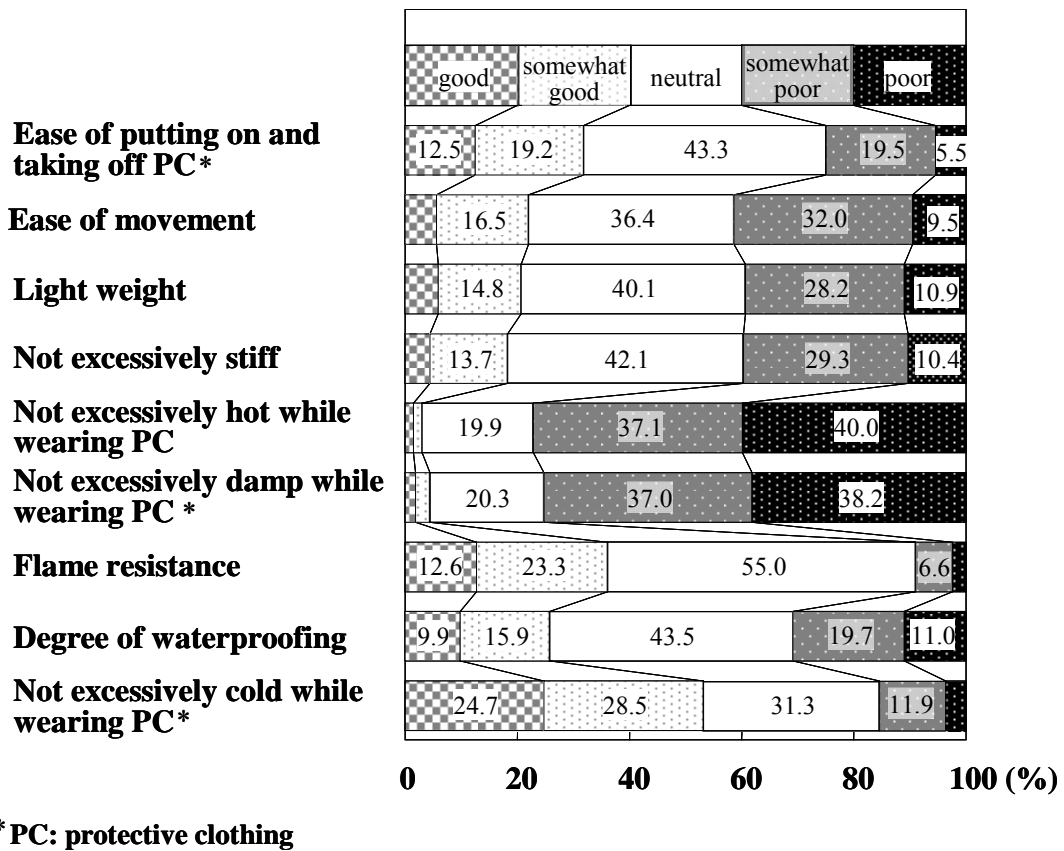 good somewhat good neutral somewhat poor poor
Ease of putting on and
taking off PC*
12.5 19.2 43.3 19.5 5.5
Ease of movement
16.5 36.4 32.0 9.5
Light weight
14.8 40.1 28.2 10.9
Not excessively stiff
13.7 42.1 29.3 10.4
Not excessively hot while
wearing PC
19.9 37.1 40.0
Not excessively damp while
wearing PC *
20.3 37.0 38.2
Flame resistance
12.6 23.3 55.0 6.6
Degree of waterproofing
9.9 15.9 43.5 19.7 11.0
Not excessively cold while
wearing PC*
24.7 28.5 31.3 11.9
0 20 40 60 80 100 (%)
* PC: protective clothing